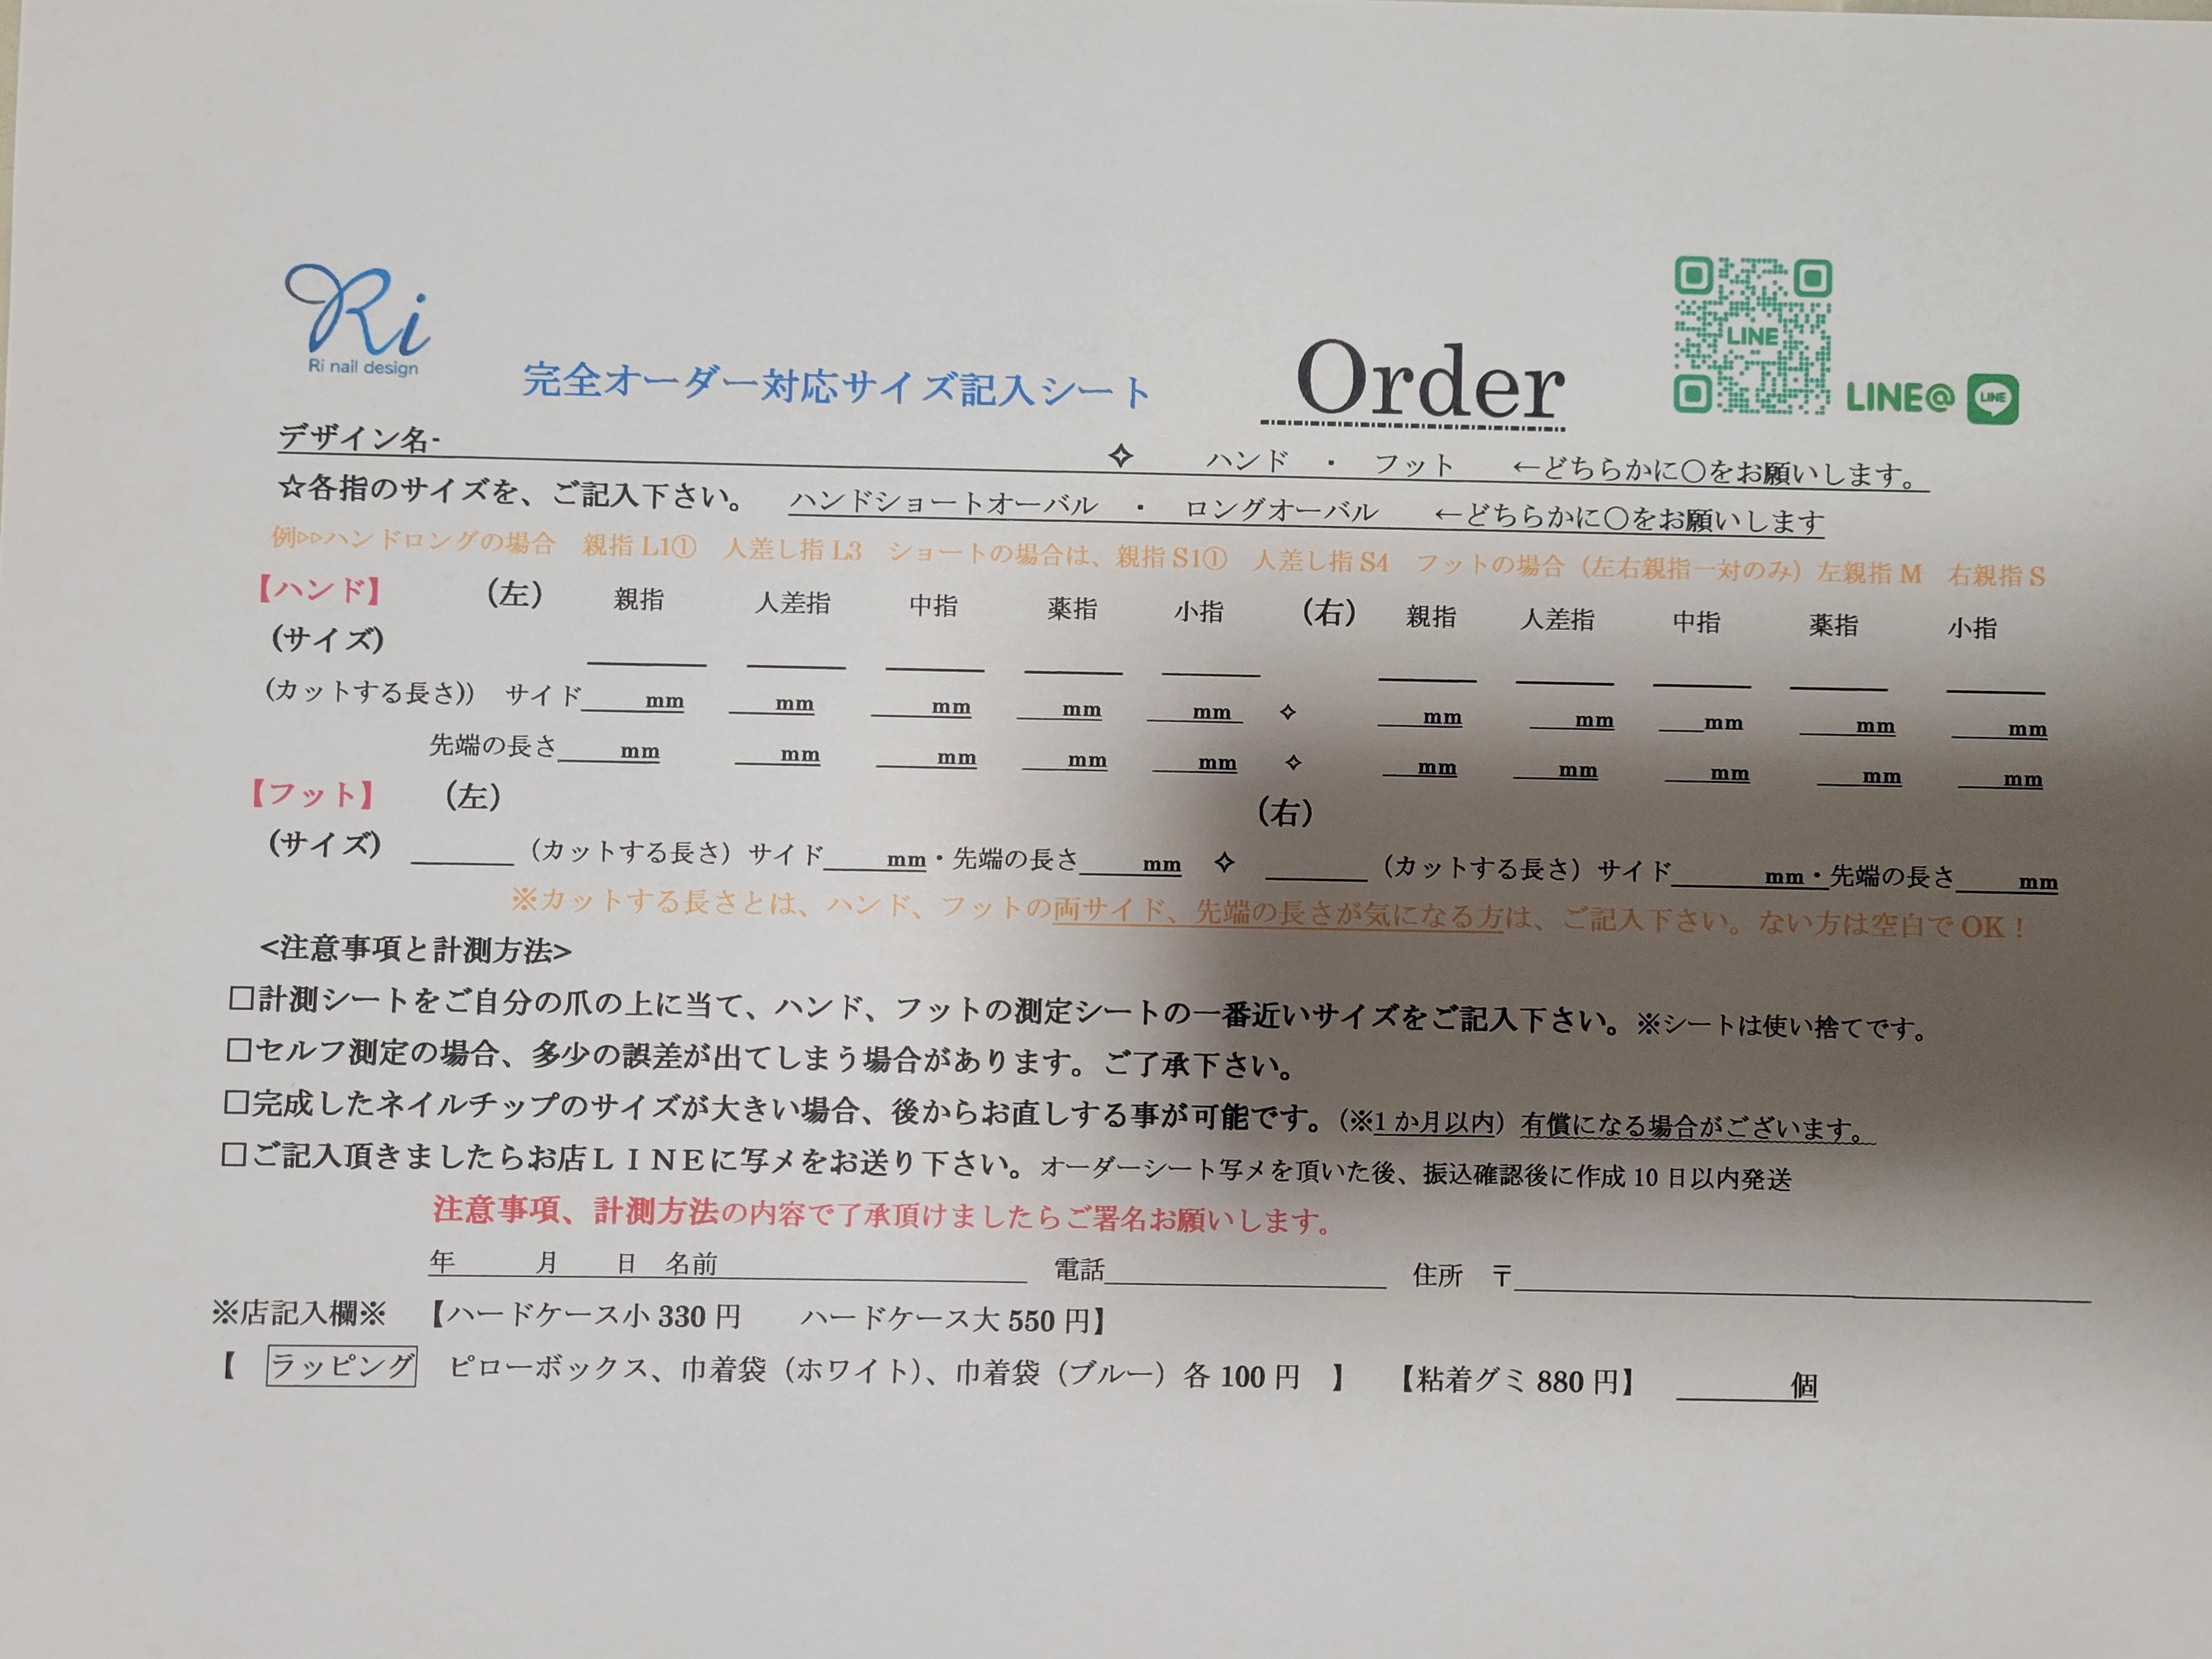 Ri
Ri nail design
完全オーダー対応サイズ記入シート
Order
LINE
LINE@ LINE
デザイン名- ✧ ハンド ・ フット ←どちらかに〇をお願いします。
☆各指のサイズを、ご記入下さい。 ハンドショートオーバル ・ ロングオーバル ←どちらかに〇をお願いします
例▷▷ハンドロングの場合 親指 L1① 人差し指 L3 ショートの場合は、親指 S1① 人差し指 S4 フットの場合（左右親指一対のみ）左親指 M 右親指 S
【ハンド】 （左） 親指 人差指 中指 薬指 小指 （右） 親指 人差指 中指 薬指 小指
(サイズ)
(カットする長さ)) サイド mm mm mm mm mm ✧ mm mm mm mm mm
先端の長さ mm mm mm mm mm ✧ mm mm mm mm mm
【フット】 （左） （右）
(サイズ) （カットする長さ）サイド mm・先端の長さ mm ✧ （カットする長さ）サイド mm・先端の長さ mm
※カットする長さとは、ハンド、フットの両サイド、先端の長さが気になる方は、ご記入下さい。ない方は空白で OK！
<注意事項と計測方法>
□計測シートをご自分の爪の上に当て、ハンド、フットの測定シートの一番近いサイズをご記入下さい。※シートは使い捨てです。
□セルフ測定の場合、多少の誤差が出てしまう場合があります。ご了承下さい。
□完成したネイルチップのサイズが大きい場合、後からお直しする事が可能です。（※1 か月以内）有償になる場合がございます。
□ご記入頂きましたらお店ＬＩＮＥに写メをお送り下さい。オーダーシート写メを頂いた後、振込確認後に作成 10 日以内発送
注意事項、計測方法の内容で了承頂けましたらご署名お願いします。
年 月 日 名前 電話 住所 〒
※店記入欄※ 【ハードケース小 330 円 ハードケース大 550 円】
【 ラッピング ピローボックス、巾着袋（ホワイト）、巾着袋（ブルー）各 100 円 】 【粘着グミ 880 円】 個